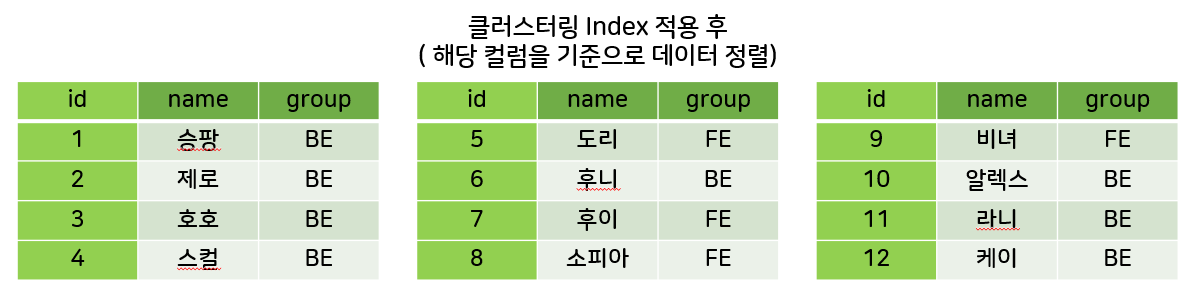 클러스터링 Index 적용 후
( 해당 컬럼을 기준으로 데이터 정렬)
id name group
1 승팡 BE
2 제로 BE
3 호호 BE
4 스컬 BE
id name group
5 도리 FE
6 후니 BE
7 후이 FE
8 소피아 FE
id name group
9 비녀 FE
10 알렉스 BE
11 라니 BE
12 케이 BE